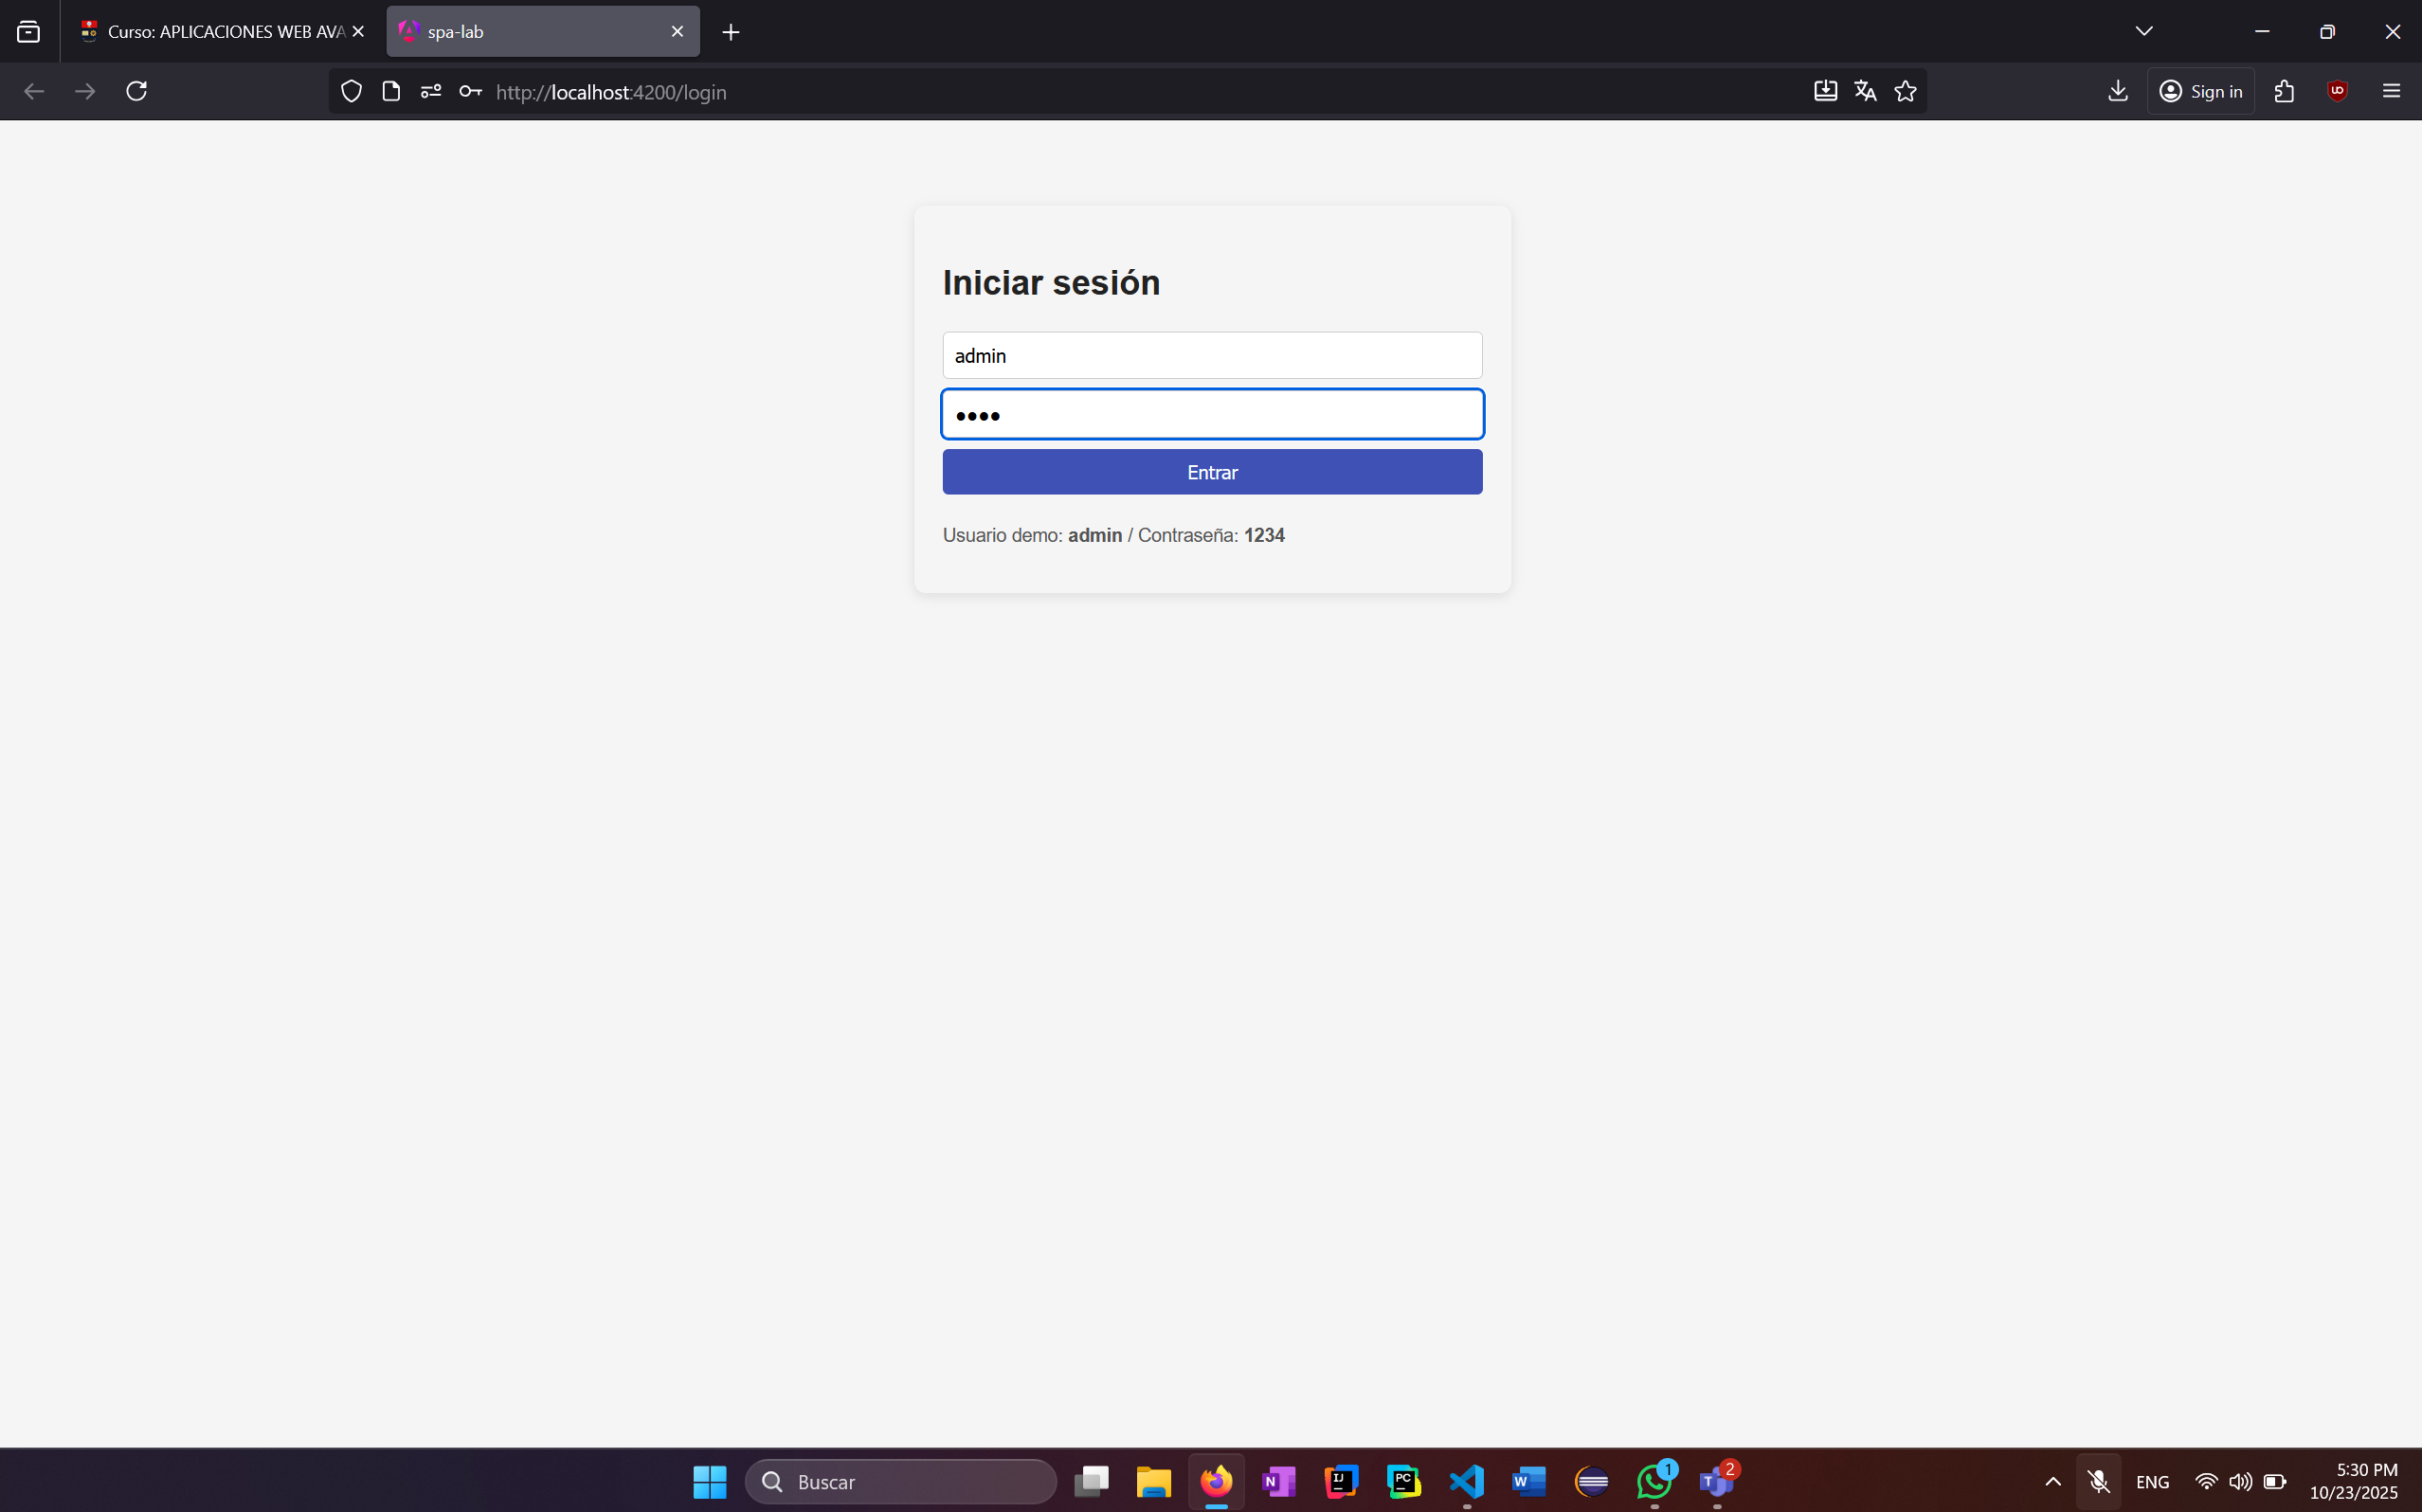 Curso: APLICACIONES WEB AVA
spa-lab
http://localhost:4200/login
Sign in
Iniciar sesión
admin
••••
Entrar
Usuario demo: admin / Contraseña: 1234
Buscar
1
2
ENG
5:30 PM
10/23/2025